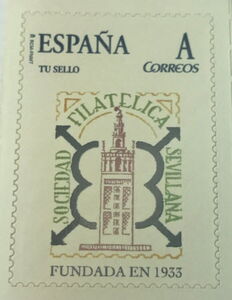 ESPAÑA A
TU SELLO CORREOS
SOCIEDAD
FILATELICA
SEVILLANA
FUNDADA EN 1933